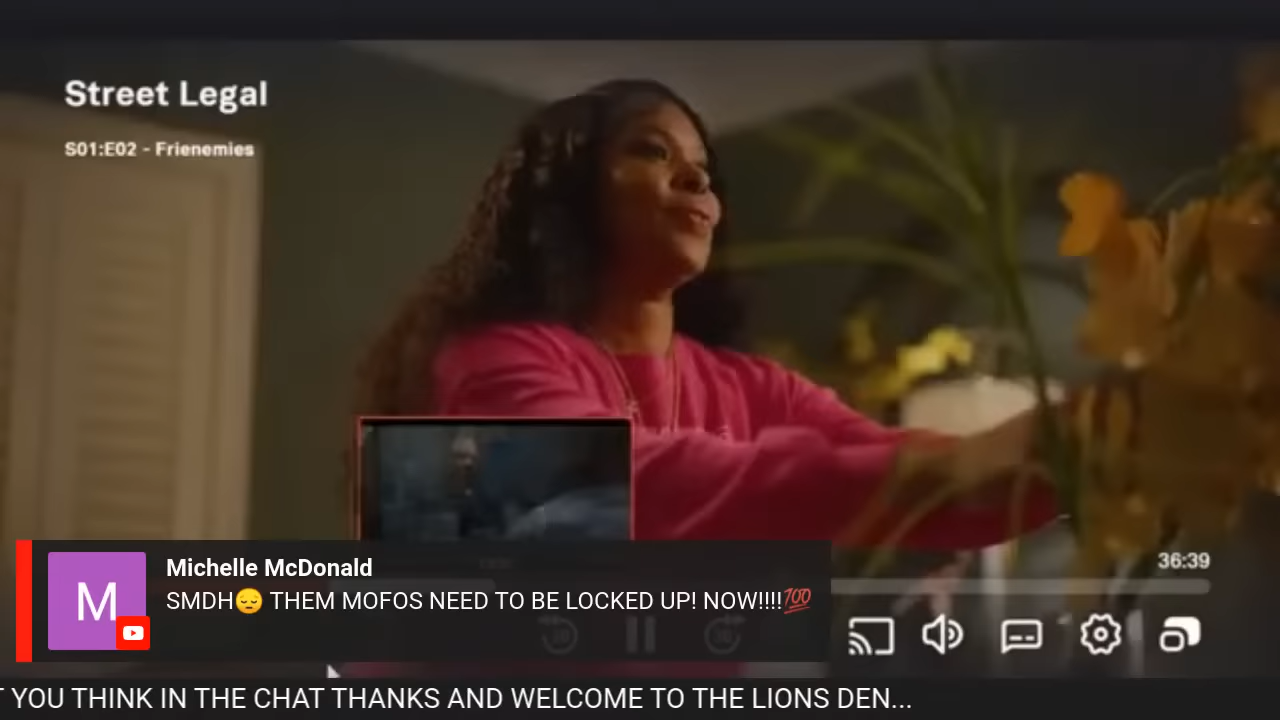 Street Legal
S01:E02 - Frienemies
36:39
M
Michelle McDonald
SMDH😔 THEM MOFOS NEED TO BE LOCKED UP! NOW!!!!💯
YOU THINK IN THE CHAT THANKS AND WELCOME TO THE LIONS DEN...